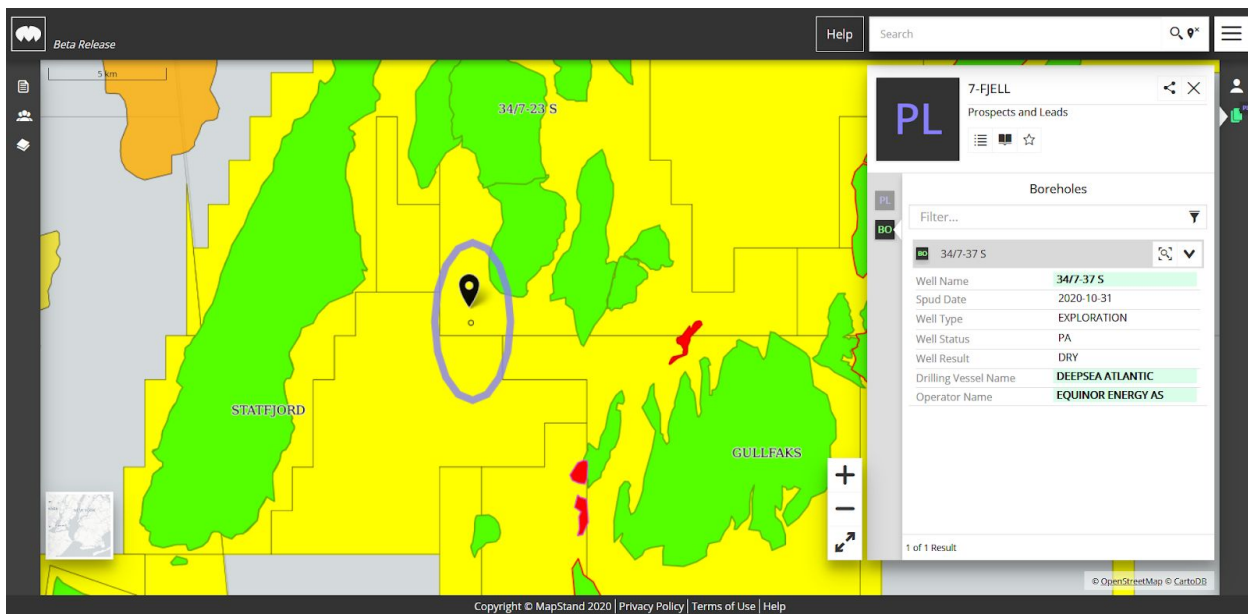 Beta Release
Help
Search
5 km
34/7-23 S
STATFJORD
GULLFAKS
PL
7-FJELL
Prospects and Leads
PL
BO
Boreholes
Filter...
BO 34/7-37 S
Well Name 34/7-37 S
Spud Date 2020-10-31
Well Type EXPLORATION
Well Status PA
Well Result DRY
Drilling Vessel Name DEEPSEA ATLANTIC
Operator Name EQUINOR ENERGY AS
1 of 1 Result
© OpenStreetMap © CartoDB
Copyright © MapStand 2020 | Privacy Policy | Terms of Use | Help